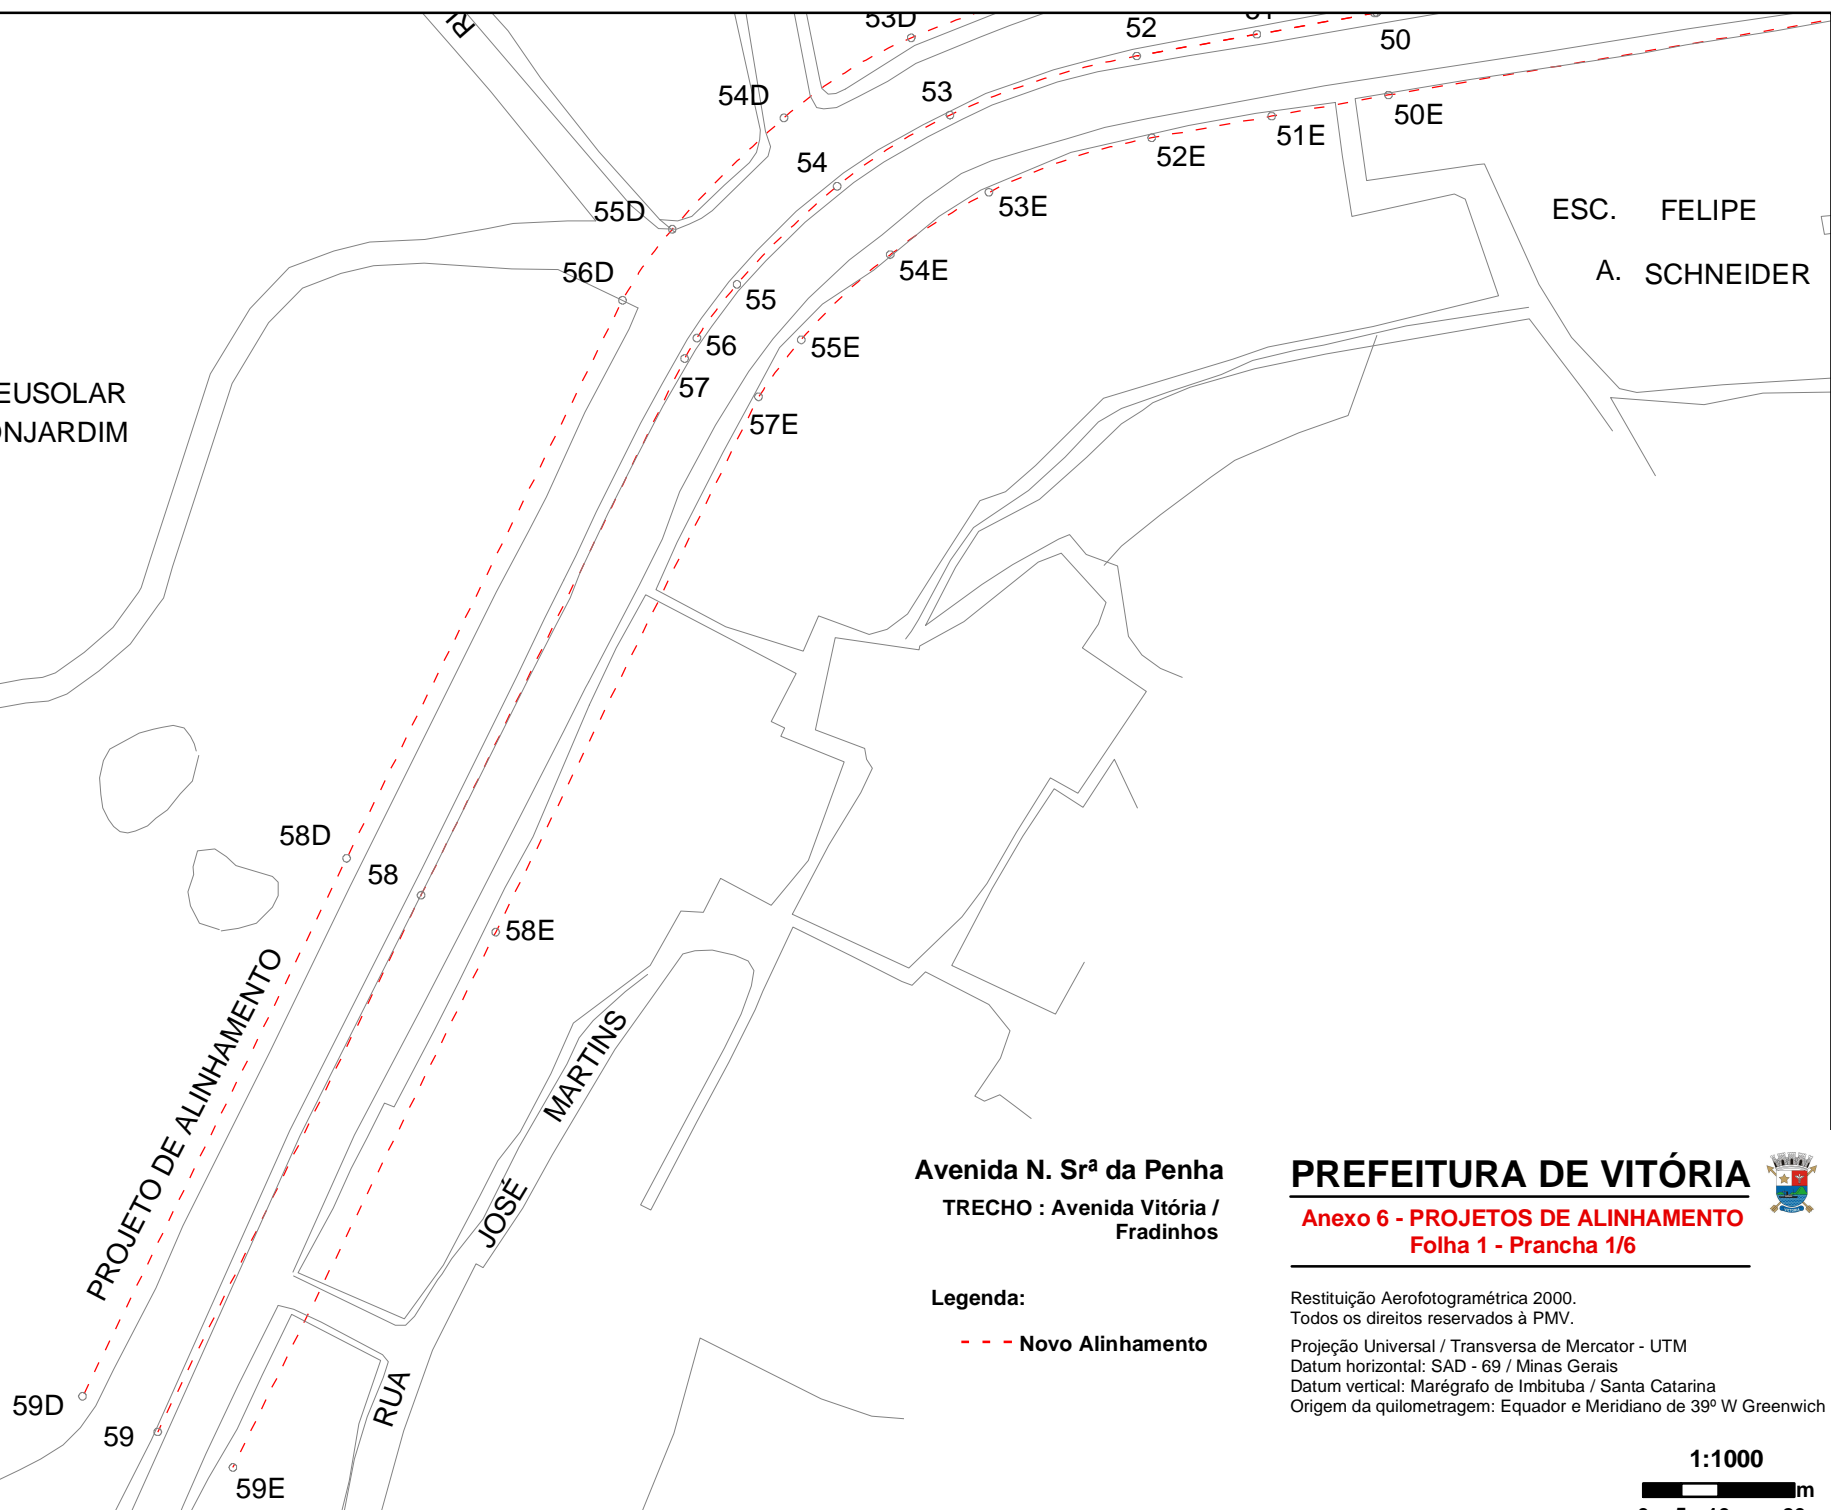 53D
52
50
54D
53
50E
51E
52E
54
53E
55D
ESC. FELIPE
A. SCHNEIDER
56D
54E
55
56
55E
57
57E
58D
58
58E
PROJETO DE ALINHAMENTO
RUA JOSÉ MARTINS
59D
59
59E
Avenida N. Srª da Penha
TRECHO : Avenida Vitória /
Fradinhos
Legenda:
- - - Novo Alinhamento
PREFEITURA DE VITÓRIA
Anexo 6 - PROJETOS DE ALINHAMENTO
Folha 1 - Prancha 1/6
Restituição Aerofotogramétrica 2000.
Todos os direitos reservados à PMV.
Projeção Universal / Transversa de Mercator - UTM
Datum horizontal: SAD - 69 / Minas Gerais
Datum vertical: Marégrafo de Imbituba / Santa Catarina
Origem da quilometragem: Equador e Meridiano de 39º W Greenwich
1:1000
m